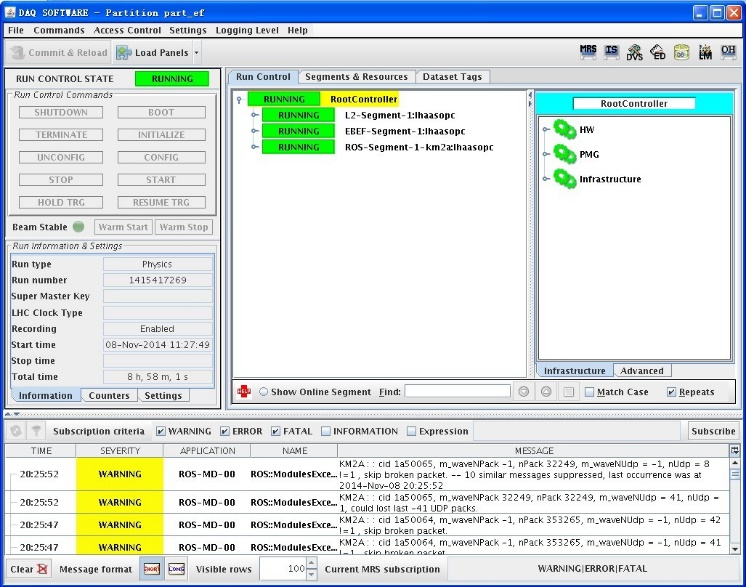 DAQ SOFTWARE - Partition part_ef
File Commands Access Control Settings Logging Level Help
Commit & Reload Load Panels MRS IS DVS ED LEM OH
RUN CONTROL STATE RUNNING
Run Control Commands
SHUTDOWN BOOT
TERMINATE INITIALIZE
UNCONFIG CONFIG
STOP START
HOLD TRG RESUME TRG
Beam Stable Warm Start Warm Stop
Run Information & Settings
Run type Physics
Run number 1415417269
Super Master Key
LHC Clock Type
Recording Enabled
Start time 08-Nov-2014 11:27:49
Stop time
Total time 8 h, 58 m, 1 s
Information Counters Settings
Run Control Segments & Resources Dataset Tags
RUNNING RootController
RUNNING L2-Segment-1:lhaasopc
RUNNING EBEF-Segment-1:lhaasopc
RUNNING ROS-Segment-1-km2a:lhaasopc
RootController
HW
PMG
Infrastructure
Infrastructure Advanced
HELP Show Online Segment Find: Match Case Repeats
Subscription criteria WARNING ERROR FATAL INFORMATION Expression Subscribe
TIME SEVERITY APPLICATION NAME MESSAGE
20:25:52 WARNING ROS-MD-00 ROS::ModulesExce... KM2A: : cid 1a50065, m_waveNPack -1, nPack 32249, m_waveNUdp = -1, nUdp = 8
!=1 , skip broken packet. -- 10 similar messages suppressed, last occurrence was at
2014-Nov-08 20:25:52
20:25:52 WARNING ROS-MD-00 ROS::ModulesExce... KM2A: : cid 1a50065, m_waveNPack 32249, nPack 32249, m_waveNUdp = 41, nUdp =
1, could lost last -41 UDP packs.
20:25:47 WARNING ROS-MD-00 ROS::ModulesExce... KM2A: : cid 1a50064, m_waveNPack -1, nPack 353265, m_waveNUdp = -1, nUdp = 42
!=1 , skip broken packet.
20:25:47 WARNING ROS-MD-00 ROS::ModulesExce... KM2A: : cid 1a50064, m_waveNPack -1, nPack 353265, m_waveNUdp = -1, nUdp = 41
!=1 , skip broken packet.
Clear Message format SHORT LONG Visible rows 100 Current MRS subscription WARNING|ERROR|FATAL